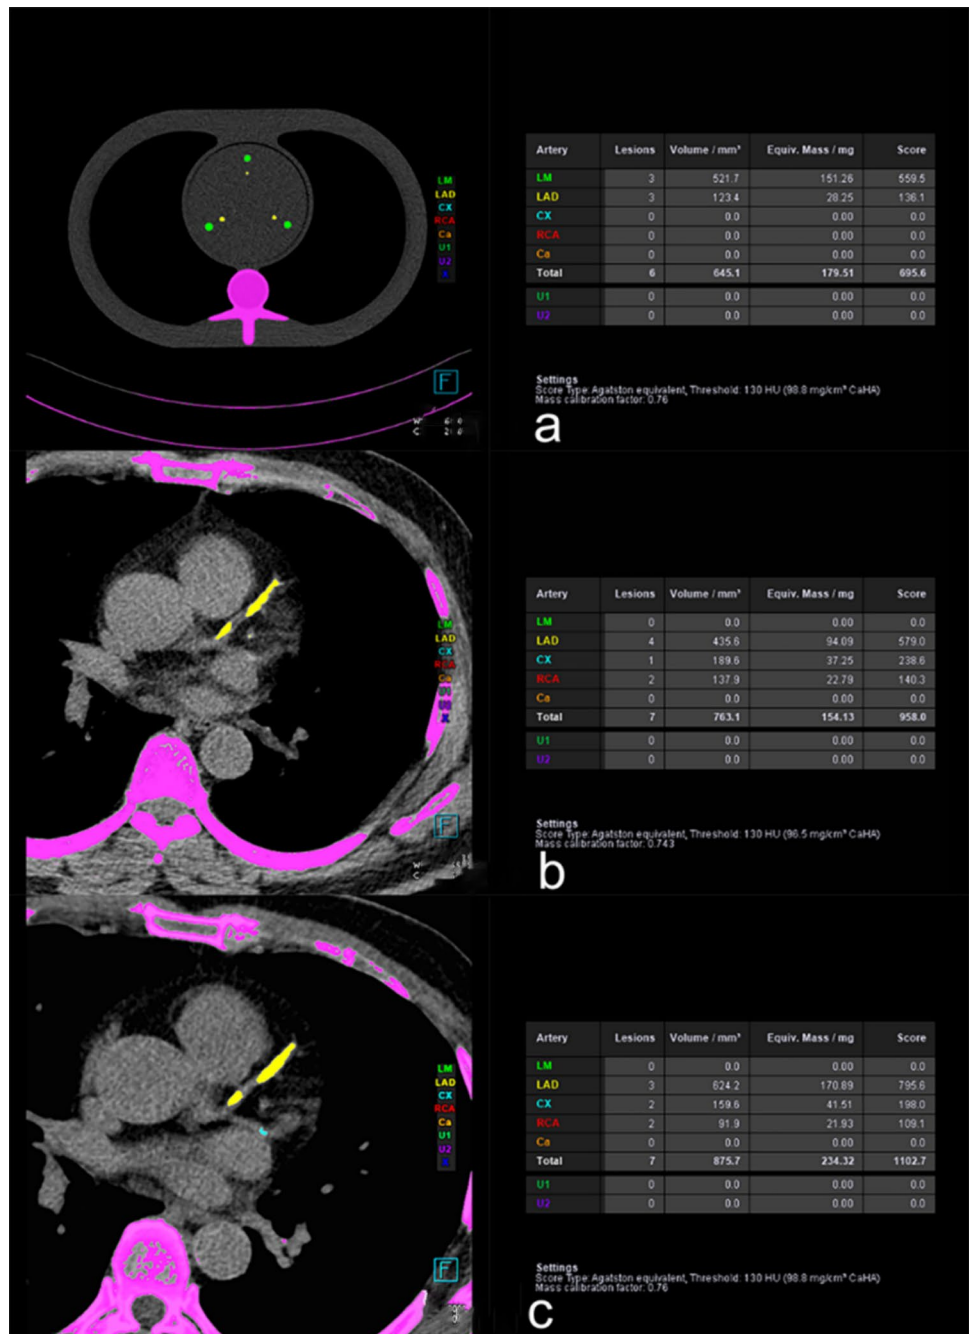 LM
LAD
CX
RCA
Ca
U1
U2
F
Artery Lesions Volume / mm³ Equiv. Mass / mg Score
LM 3 521.7 151.26 559.5
LAD 3 123.4 28.25 136.1
CX 0 0.0 0.00 0.0
RCA 0 0.0 0.00 0.0
Ca 0 0.0 0.00 0.0
Total 6 645.1 179.51 695.6
U1 0 0.0 0.00 0.0
U2 0 0.0 0.00 0.0
Settings
Score Type: Agatston equivalent, Threshold: 130 HU (98.8 mg/cm³ CaHA)
Mass calibration factor: 0.76
a
LM
LAD
CX
RCA
Ca
U1
U2
X
F
Artery Lesions Volume / mm³ Equiv. Mass / mg Score
LM 0 0.0 0.00 0.0
LAD 4 435.6 94.09 579.0
CX 1 189.6 37.25 238.6
RCA 2 137.9 22.79 140.3
Ca 0 0.0 0.00 0.0
Total 7 763.1 154.13 958.0
U1 0 0.0 0.00 0.0
U2 0 0.0 0.00 0.0
Settings
Score Type: Agatston equivalent, Threshold: 130 HU (96.5 mg/cm³ CaHA)
Mass calibration factor: 0.743
b
LM
LAD
CX
RCA
Ca
U1
U2
F
Artery Lesions Volume / mm³ Equiv. Mass / mg Score
LM 0 0.0 0.00 0.0
LAD 3 624.2 170.89 795.6
CX 2 159.6 41.51 198.0
RCA 2 91.9 21.93 109.1
Ca 0 0.0 0.00 0.0
Total 7 875.7 234.32 1102.7
U1 0 0.0 0.00 0.0
U2 0 0.0 0.00 0.0
Settings
Score Type: Agatston equivalent, Threshold: 130 HU (98.8 mg/cm³ CaHA)
Mass calibration factor: 0.76
c